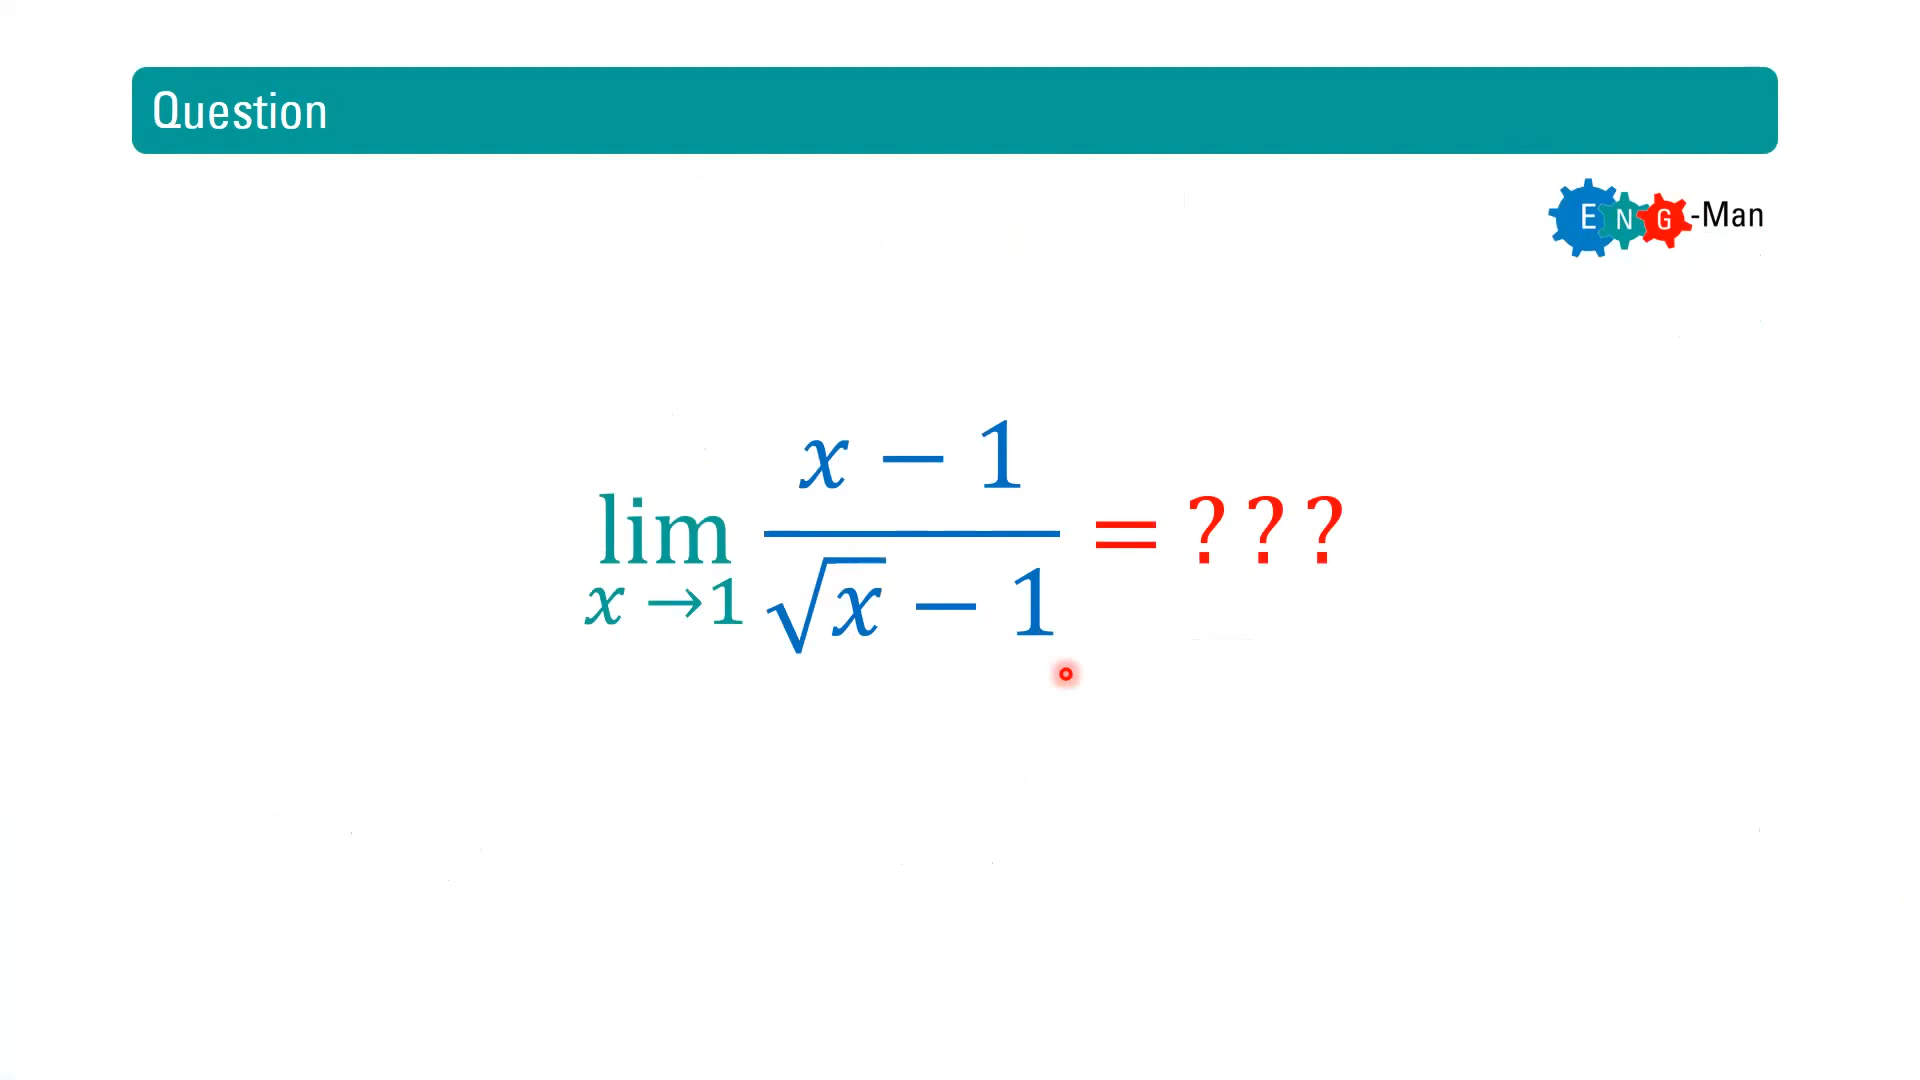 Question
ENG-Man
lim x→1 (x − 1)/(√x − 1) = ? ? ?